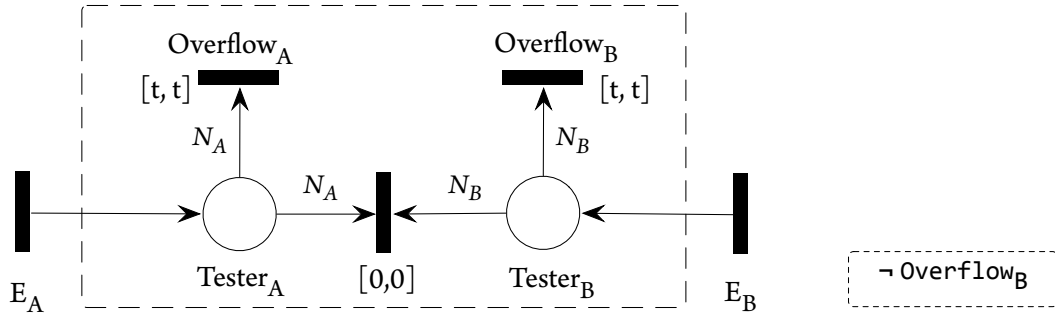 Overflow_A
Overflow_B
[t, t]
[t, t]
N_A
N_B
N_A
N_B
Tester_A
[0,0]
Tester_B
E_A
E_B
¬ Overflow_B